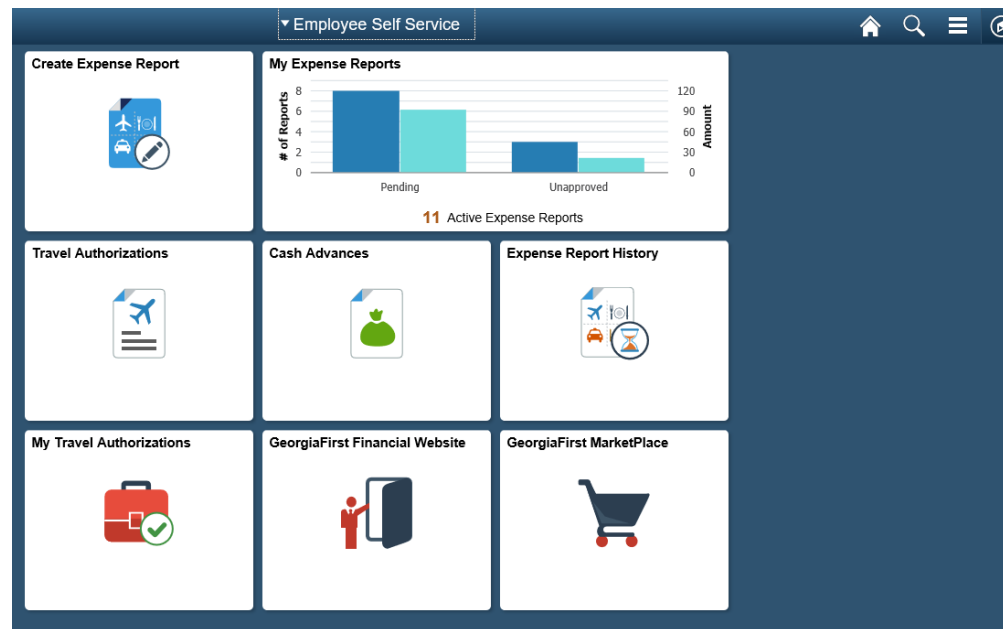 Employee Self Service
Create Expense Report
My Expense Reports
# of Reports
8
6
4
2
0
120
90
60
30
0
Amount
Pending
Unapproved
11 Active Expense Reports
Travel Authorizations
Cash Advances
Expense Report History
My Travel Authorizations
GeorgiaFirst Financial Website
GeorgiaFirst MarketPlace